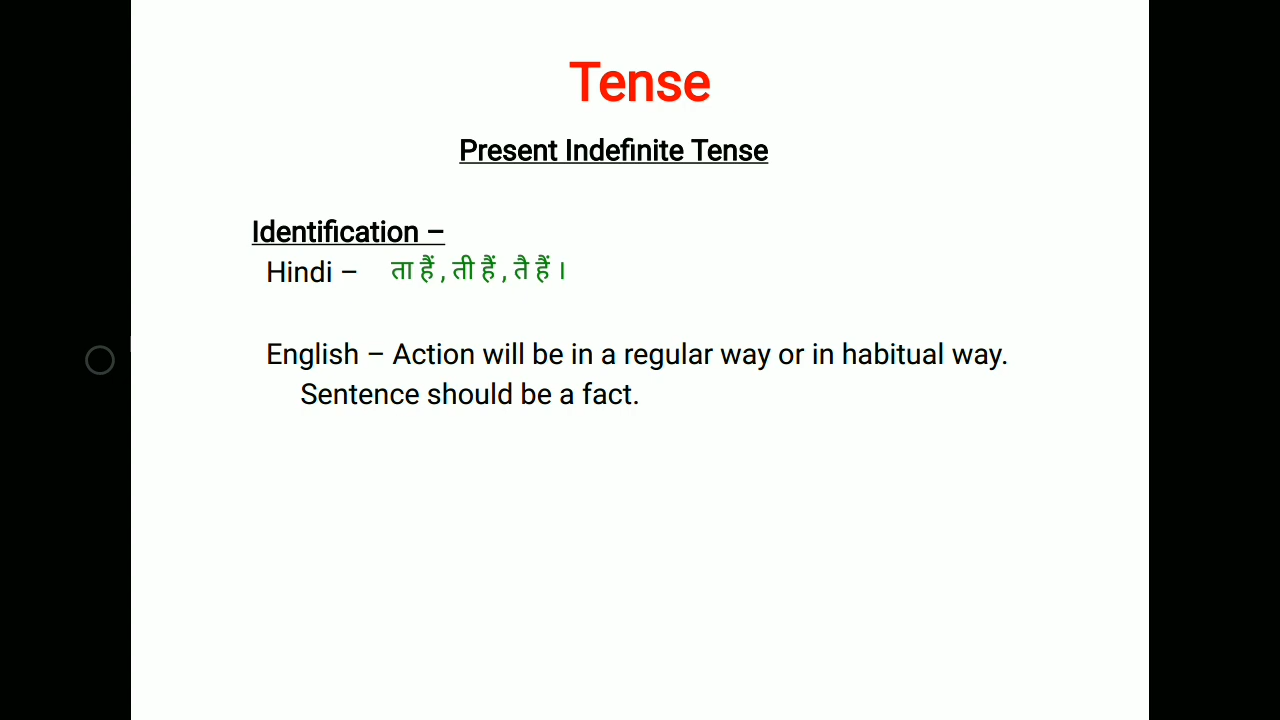 Tense
Present Indefinite Tense
Identification –
Hindi – ता हैं , ती हैं , तै हैं ।
English – Action will be in a regular way or in habitual way.
Sentence should be a fact.